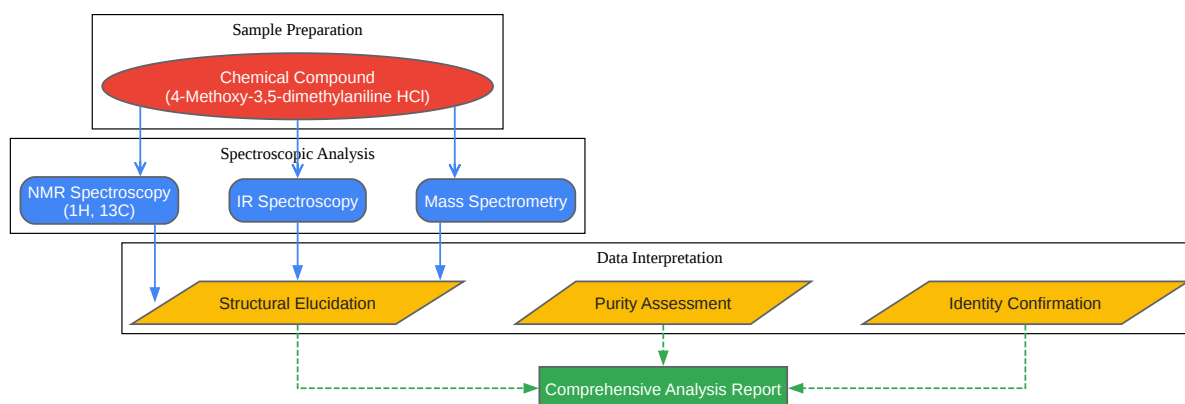 Sample Preparation
Chemical Compound
(4-Methoxy-3,5-dimethylaniline HCl)
Spectroscopic Analysis
NMR Spectroscopy
(1H, 13C)
IR Spectroscopy
Mass Spectrometry
Data Interpretation
Structural Elucidation
Purity Assessment
Identity Confirmation
Comprehensive Analysis Report